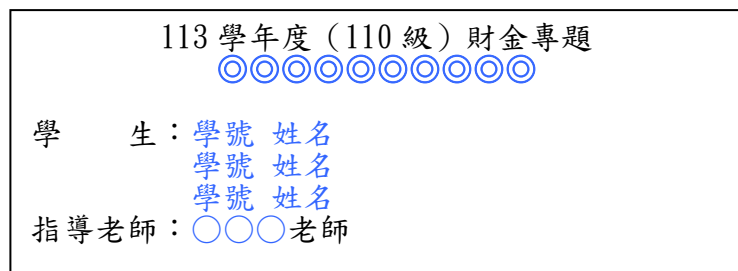 113 學年度（110 級）財金專題
◎◎◎◎◎◎◎◎◎◎
學　　生：學號 姓名
學號 姓名
學號 姓名
指導老師：○○○老師